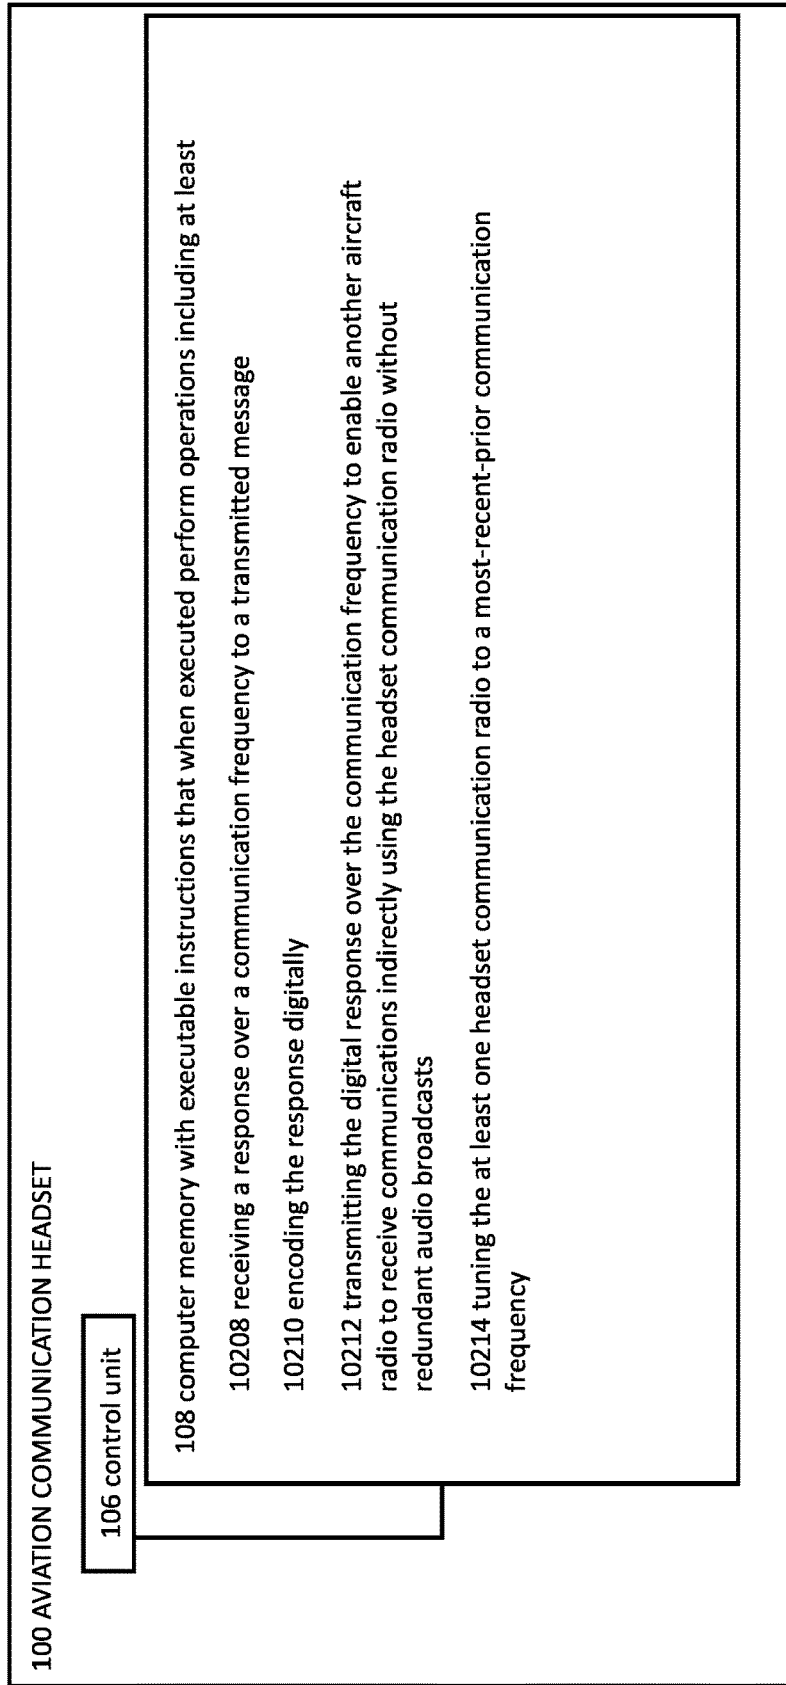 100 AVIATION COMMUNICATION HEADSET
106 control unit
108 computer memory with executable instructions that when executed perform operations including at least
10208 receiving a response over a communication frequency to a transmitted message
10210 encoding the response digitally
10212 transmitting the digital response over the communication frequency to enable another aircraft
radio to receive communications indirectly using the headset communication radio without
redundant audio broadcasts
10214 tuning the at least one headset communication radio to a most-recent-prior communication
frequency